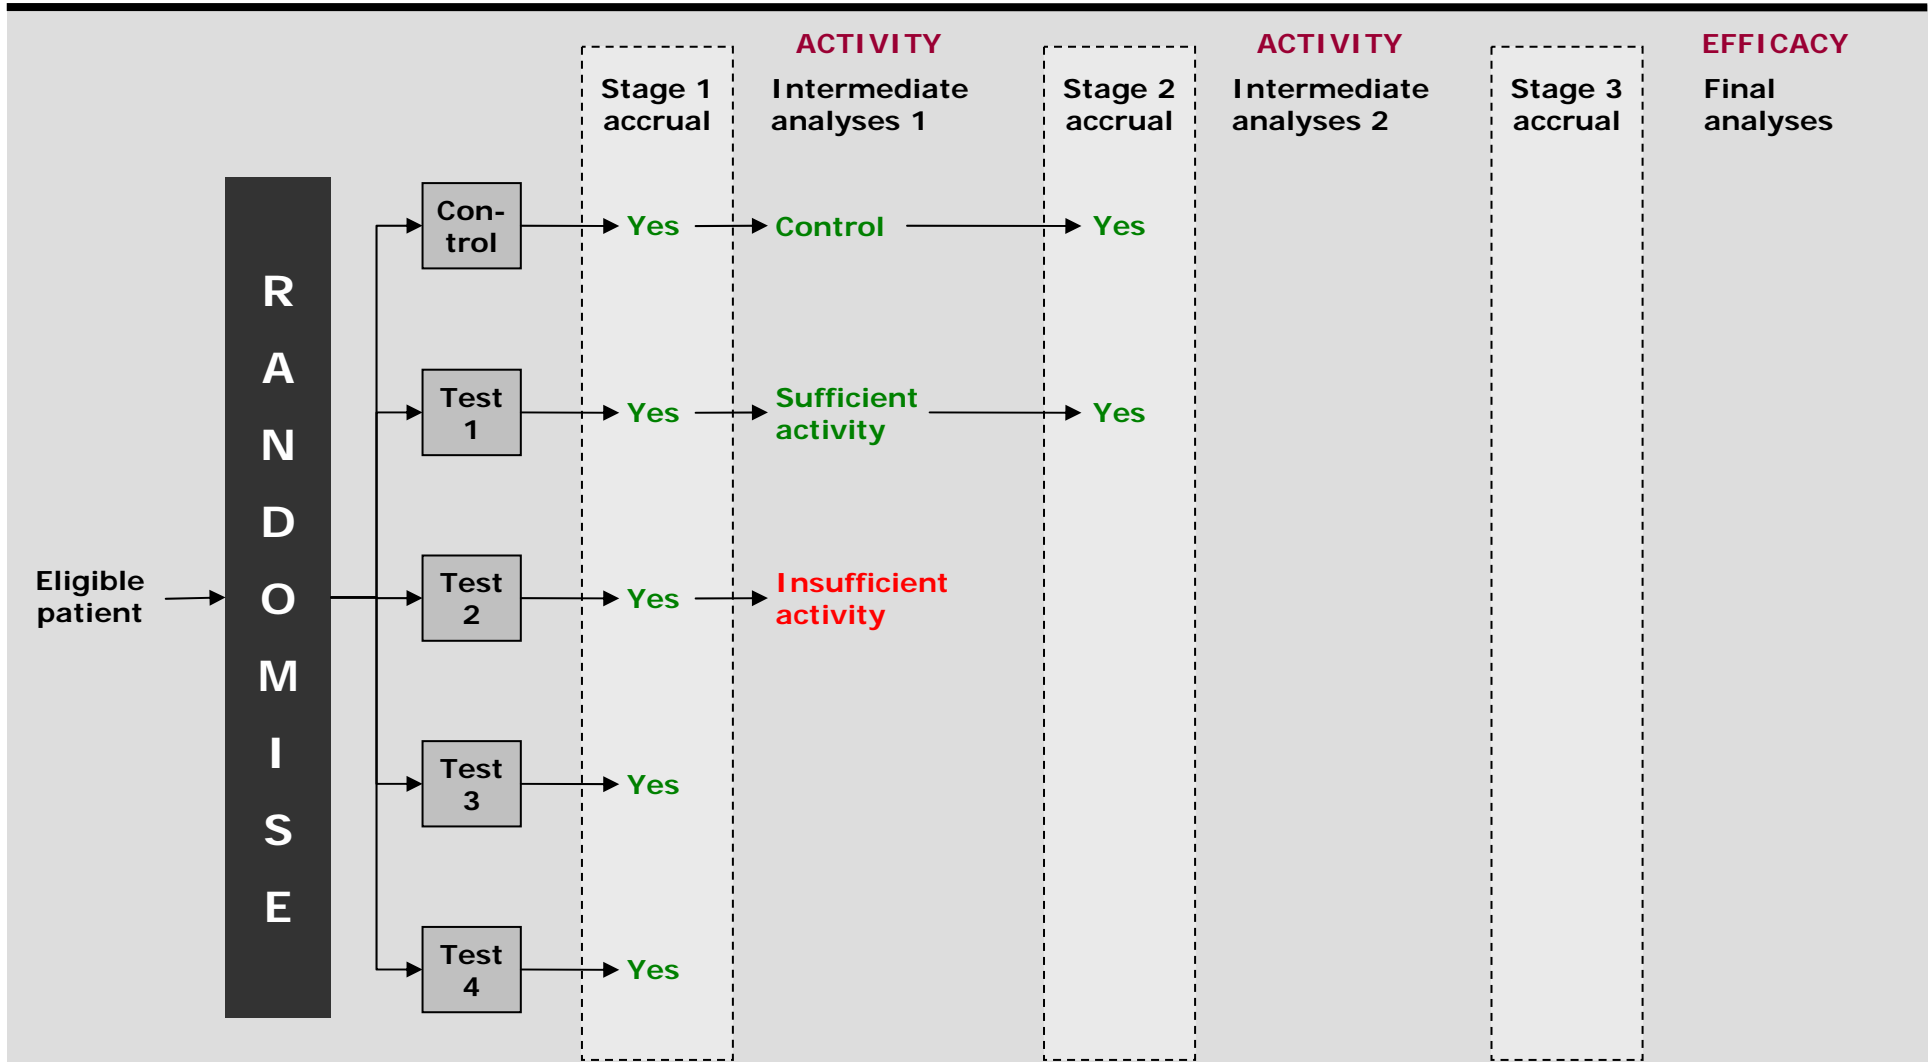 ACTIVITY
ACTIVITY
EFFICACY
Stage 1
accrual
Intermediate
analyses 1
Stage 2
accrual
Intermediate
analyses 2
Stage 3
accrual
Final
analyses
Eligible
patient
R
A
N
D
O
M
I
S
E
Con-
trol
Yes
Control
Yes
Test
1
Yes
Sufficient
activity
Yes
Test
2
Yes
Insufficient
activity
Test
3
Yes
Test
4
Yes